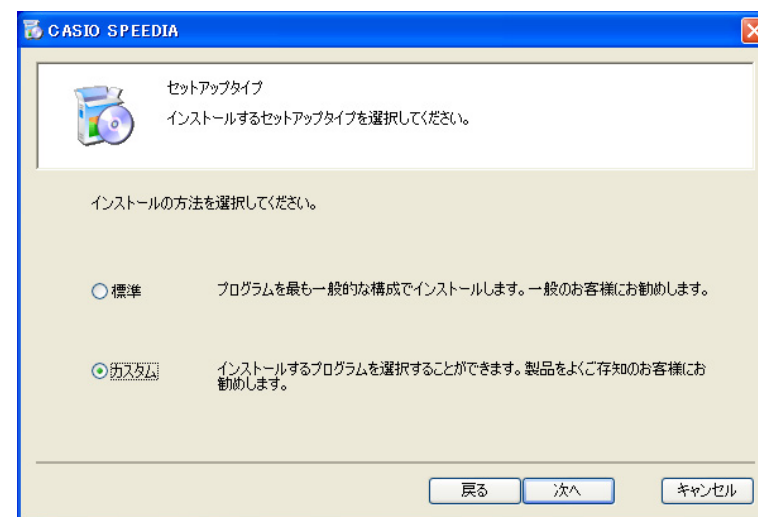 CASIO SPEEDIA
セットアップタイプ
インストールするセットアップタイプを選択してください。
インストールの方法を選択してください。
標準
プログラムを最も一般的な構成でインストールします。一般のお客様にお勧めします。
カスタム
インストールするプログラムを選択することができます。製品をよくご存知のお客様にお
勧めします。
戻る
次へ
キャンセル